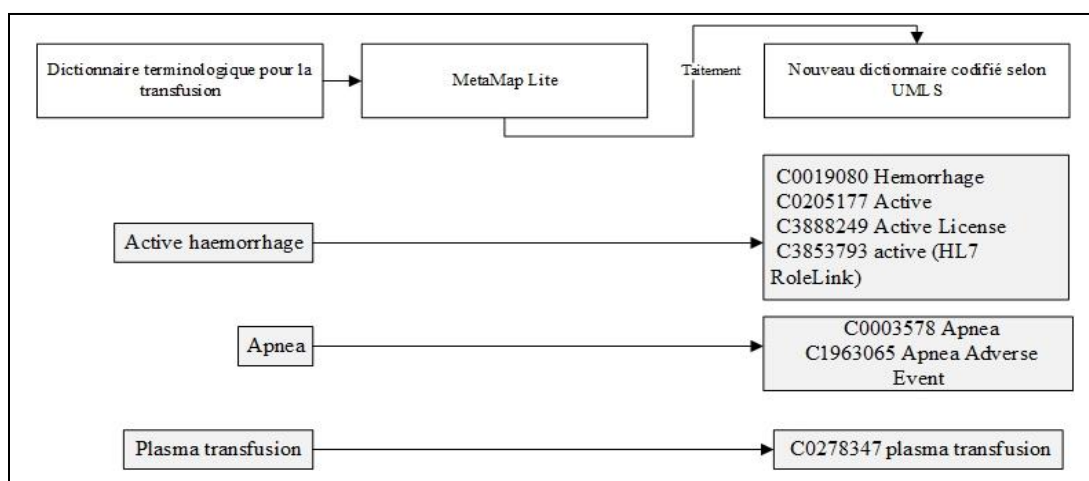 Dictionnaire terminologique pour la
transfusion
MetaMap Lite
Taitement
Nouveau dictionnaire codifié selon
UMLS
Active haemorrhage
C0019080 Hemorrhage
C0205177 Active
C3888249 Active License
C3853793 active (HL7
RoleLink)
Apnea
C0003578 Apnea
C1963065 Apnea Adverse
Event
Plasma transfusion
C0278347 plasma transfusion